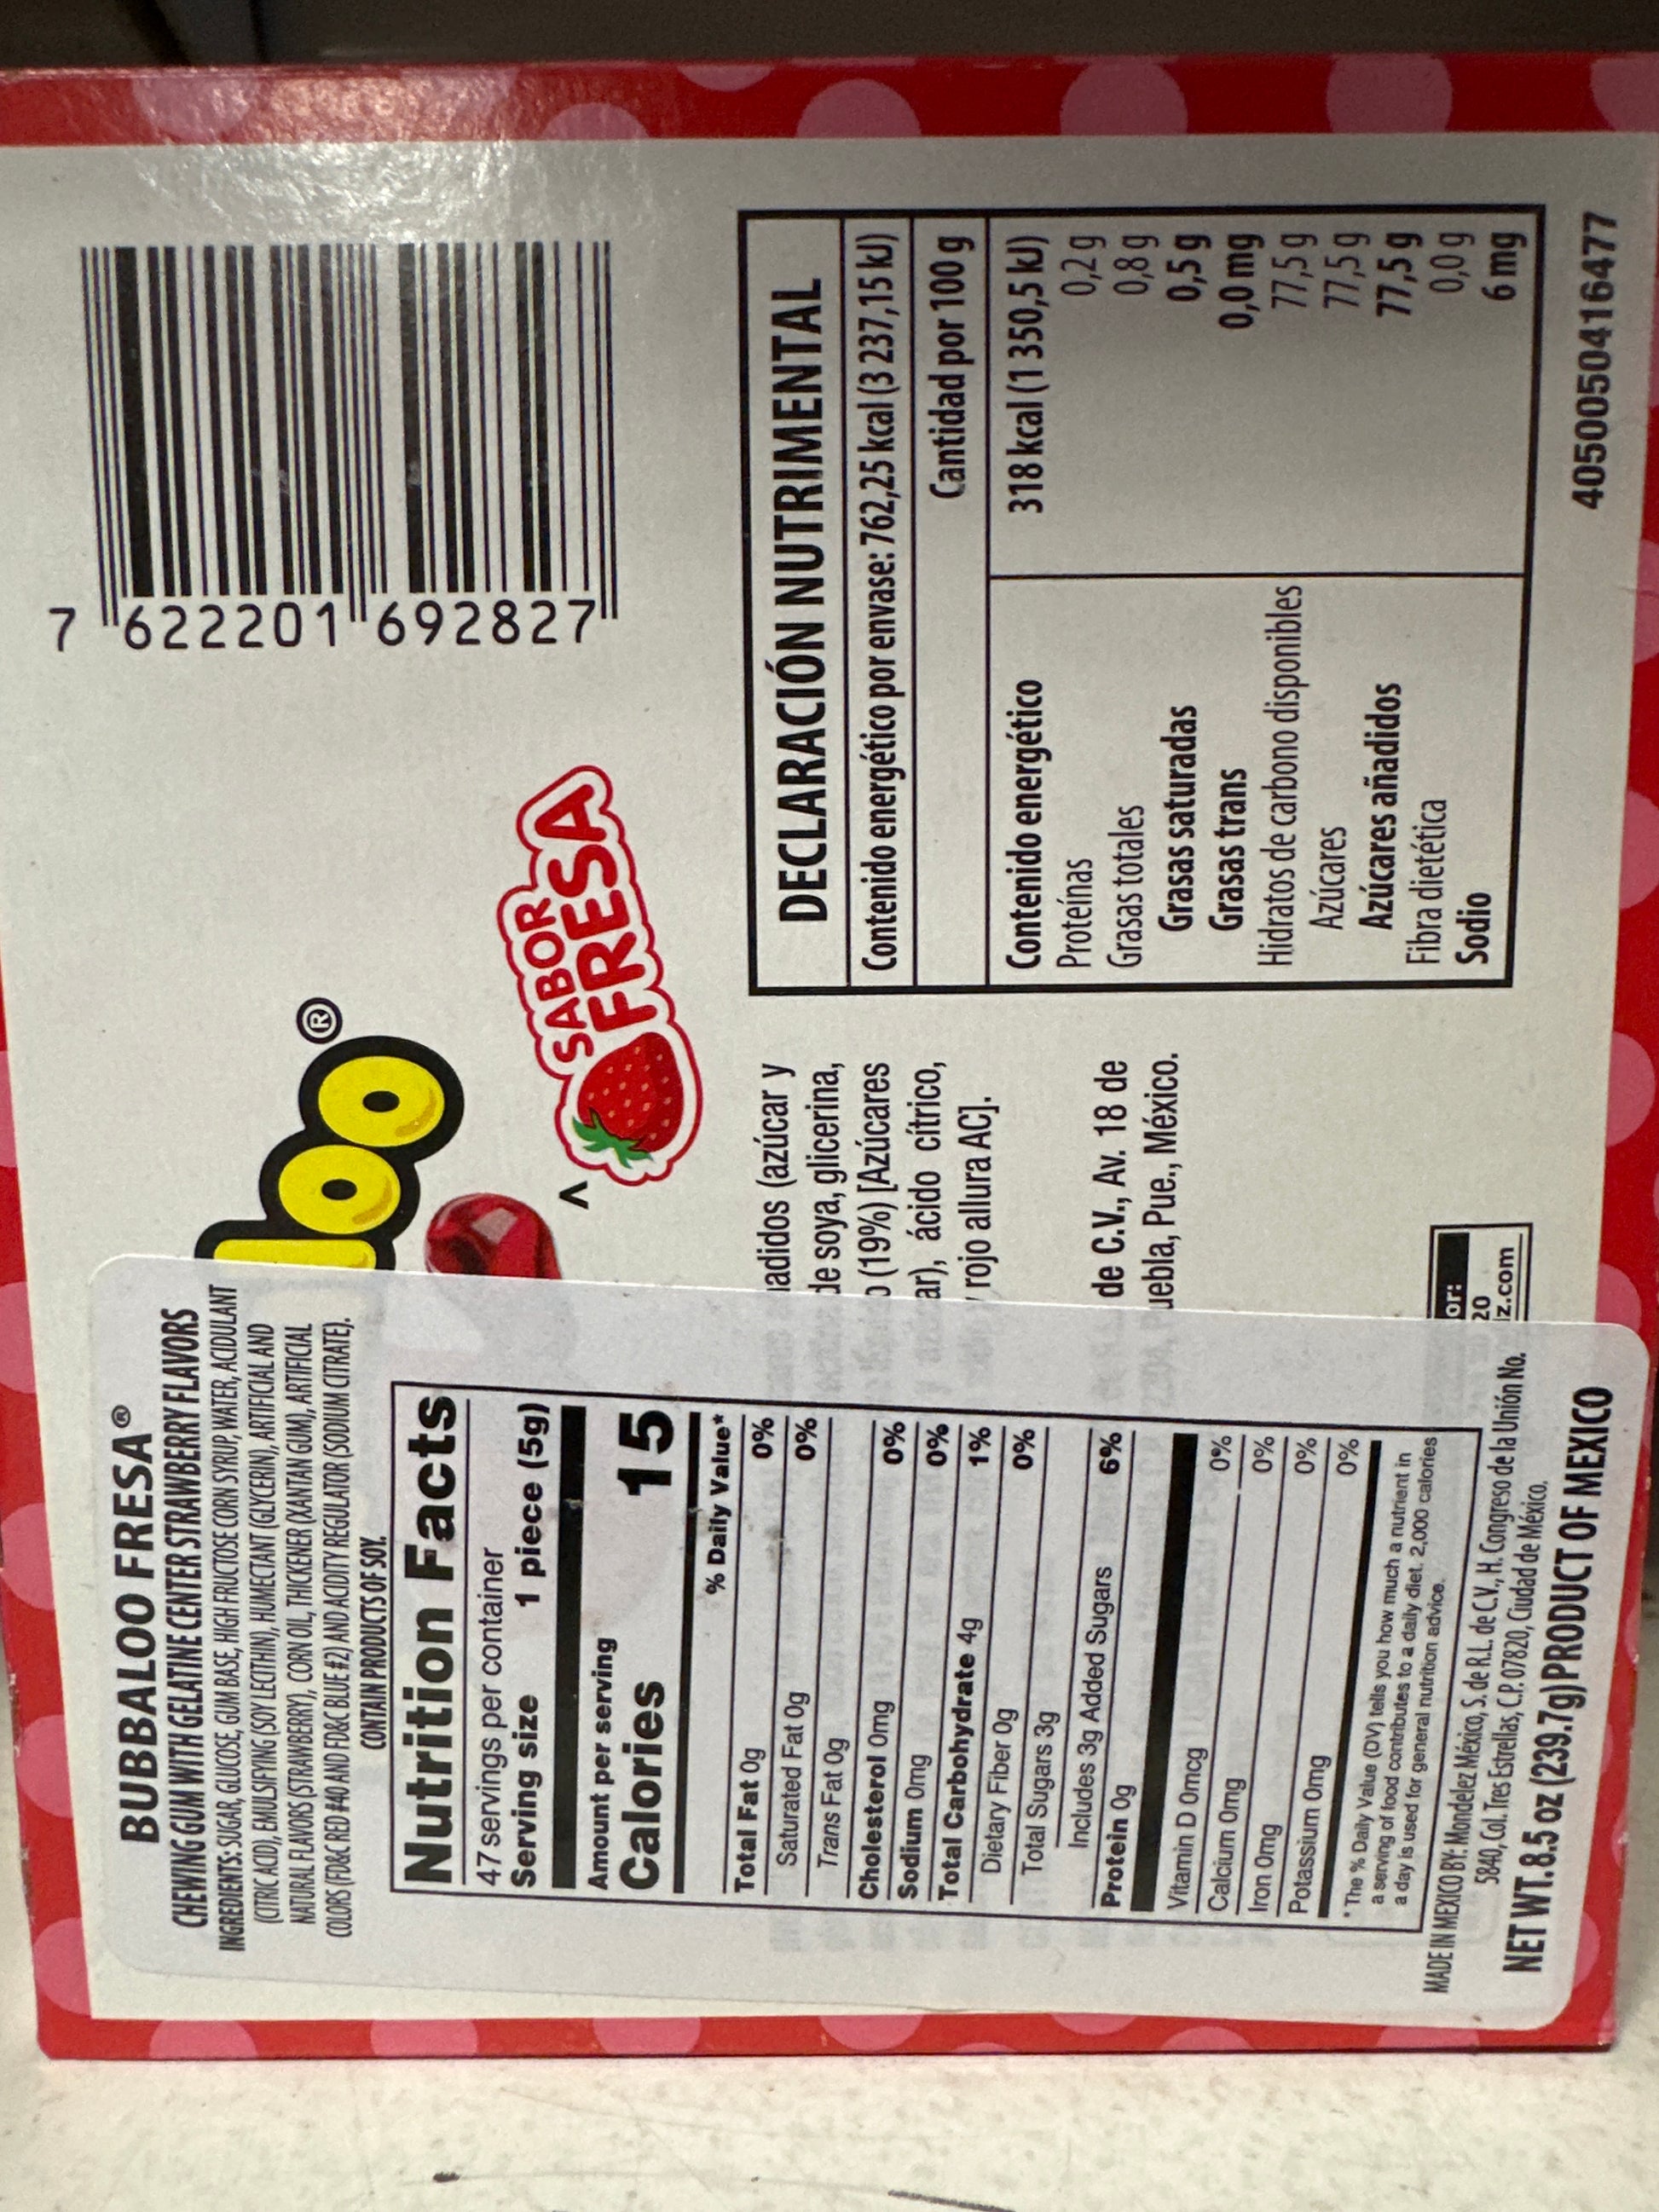 BUBBALOO FRESA®
CHEWING GUM WITH GELATINE CENTER STRAWBERRY FLAVORS
INGREDIENTS: SUGAR, GLUCOSE, GUM BASE, HIGH FRUCTOSE CORN SYRUP, WATER, ACIDULANT
(CITRIC ACID), EMULSIFYING (SOY LECITHIN), HUMECTANT (GLYCERIN), ARTIFICIAL AND
NATURAL FLAVORS (STRAWBERRY), CORN OIL, THICKENER (XANTAN GUM), ARTIFICIAL
COLORS (FD&C RED #40 AND FD&C BLUE #2) AND ACIDITY REGULATOR (SODIUM CITRATE).
CONTAIN PRODUCTS OF SOY.
Nutrition Facts
47 servings per container
Serving size 1 piece (5g)
Amount per serving
Calories 15
% Daily Value*
Total Fat 0g 0%
Saturated Fat 0g 0%
Trans Fat 0g
Cholesterol 0mg 0%
Sodium 0mg 0%
Total Carbohydrate 4g 1%
Dietary Fiber 0g 0%
Total Sugars 3g
Includes 3g Added Sugars 6%
Protein 0g
Vitamin D 0mcg 0%
Calcium 0mg 0%
Iron 0mg 0%
Potassium 0mg 0%
* The % Daily Value (DV) tells you how much a nutrient in
a serving of food contributes to a daily diet. 2,000 calories
a day is used for general nutrition advice.
MADE IN MEXICO BY: Mondelez México, S. de R.L. de C.V., H. Congreso de la Unión No.
5840, Col. Tres Estrellas, C.P. 07820, Ciudad de México.
NET WT. 8.5 oz (239.7g) PRODUCT OF MEXICO
loo®
SABOR
FRESA
7 622201 692827
adidos (azúcar y
de soya, glicerina,
(19%) [Azúcares
ar), ácido cítrico,
rojo allura AC].
de C.V., Av. 18 de
uebla, Pue., México.
or:
20
iz.com
DECLARACIÓN NUTRIMENTAL
Contenido energético por envase: 762,25 kcal (3 237,15 kJ)
Cantidad por 100 g
Contenido energético 318 kcal (1 350,5 kJ)
Proteínas 0,2 g
Grasas totales 0,8 g
Grasas saturadas 0,5 g
Grasas trans 0,0 mg
Hidratos de carbono disponibles 77,5 g
Azúcares 77,5 g
Azúcares añadidos 77,5 g
Fibra dietética 0,0 g
Sodio 6 mg
4050050416477